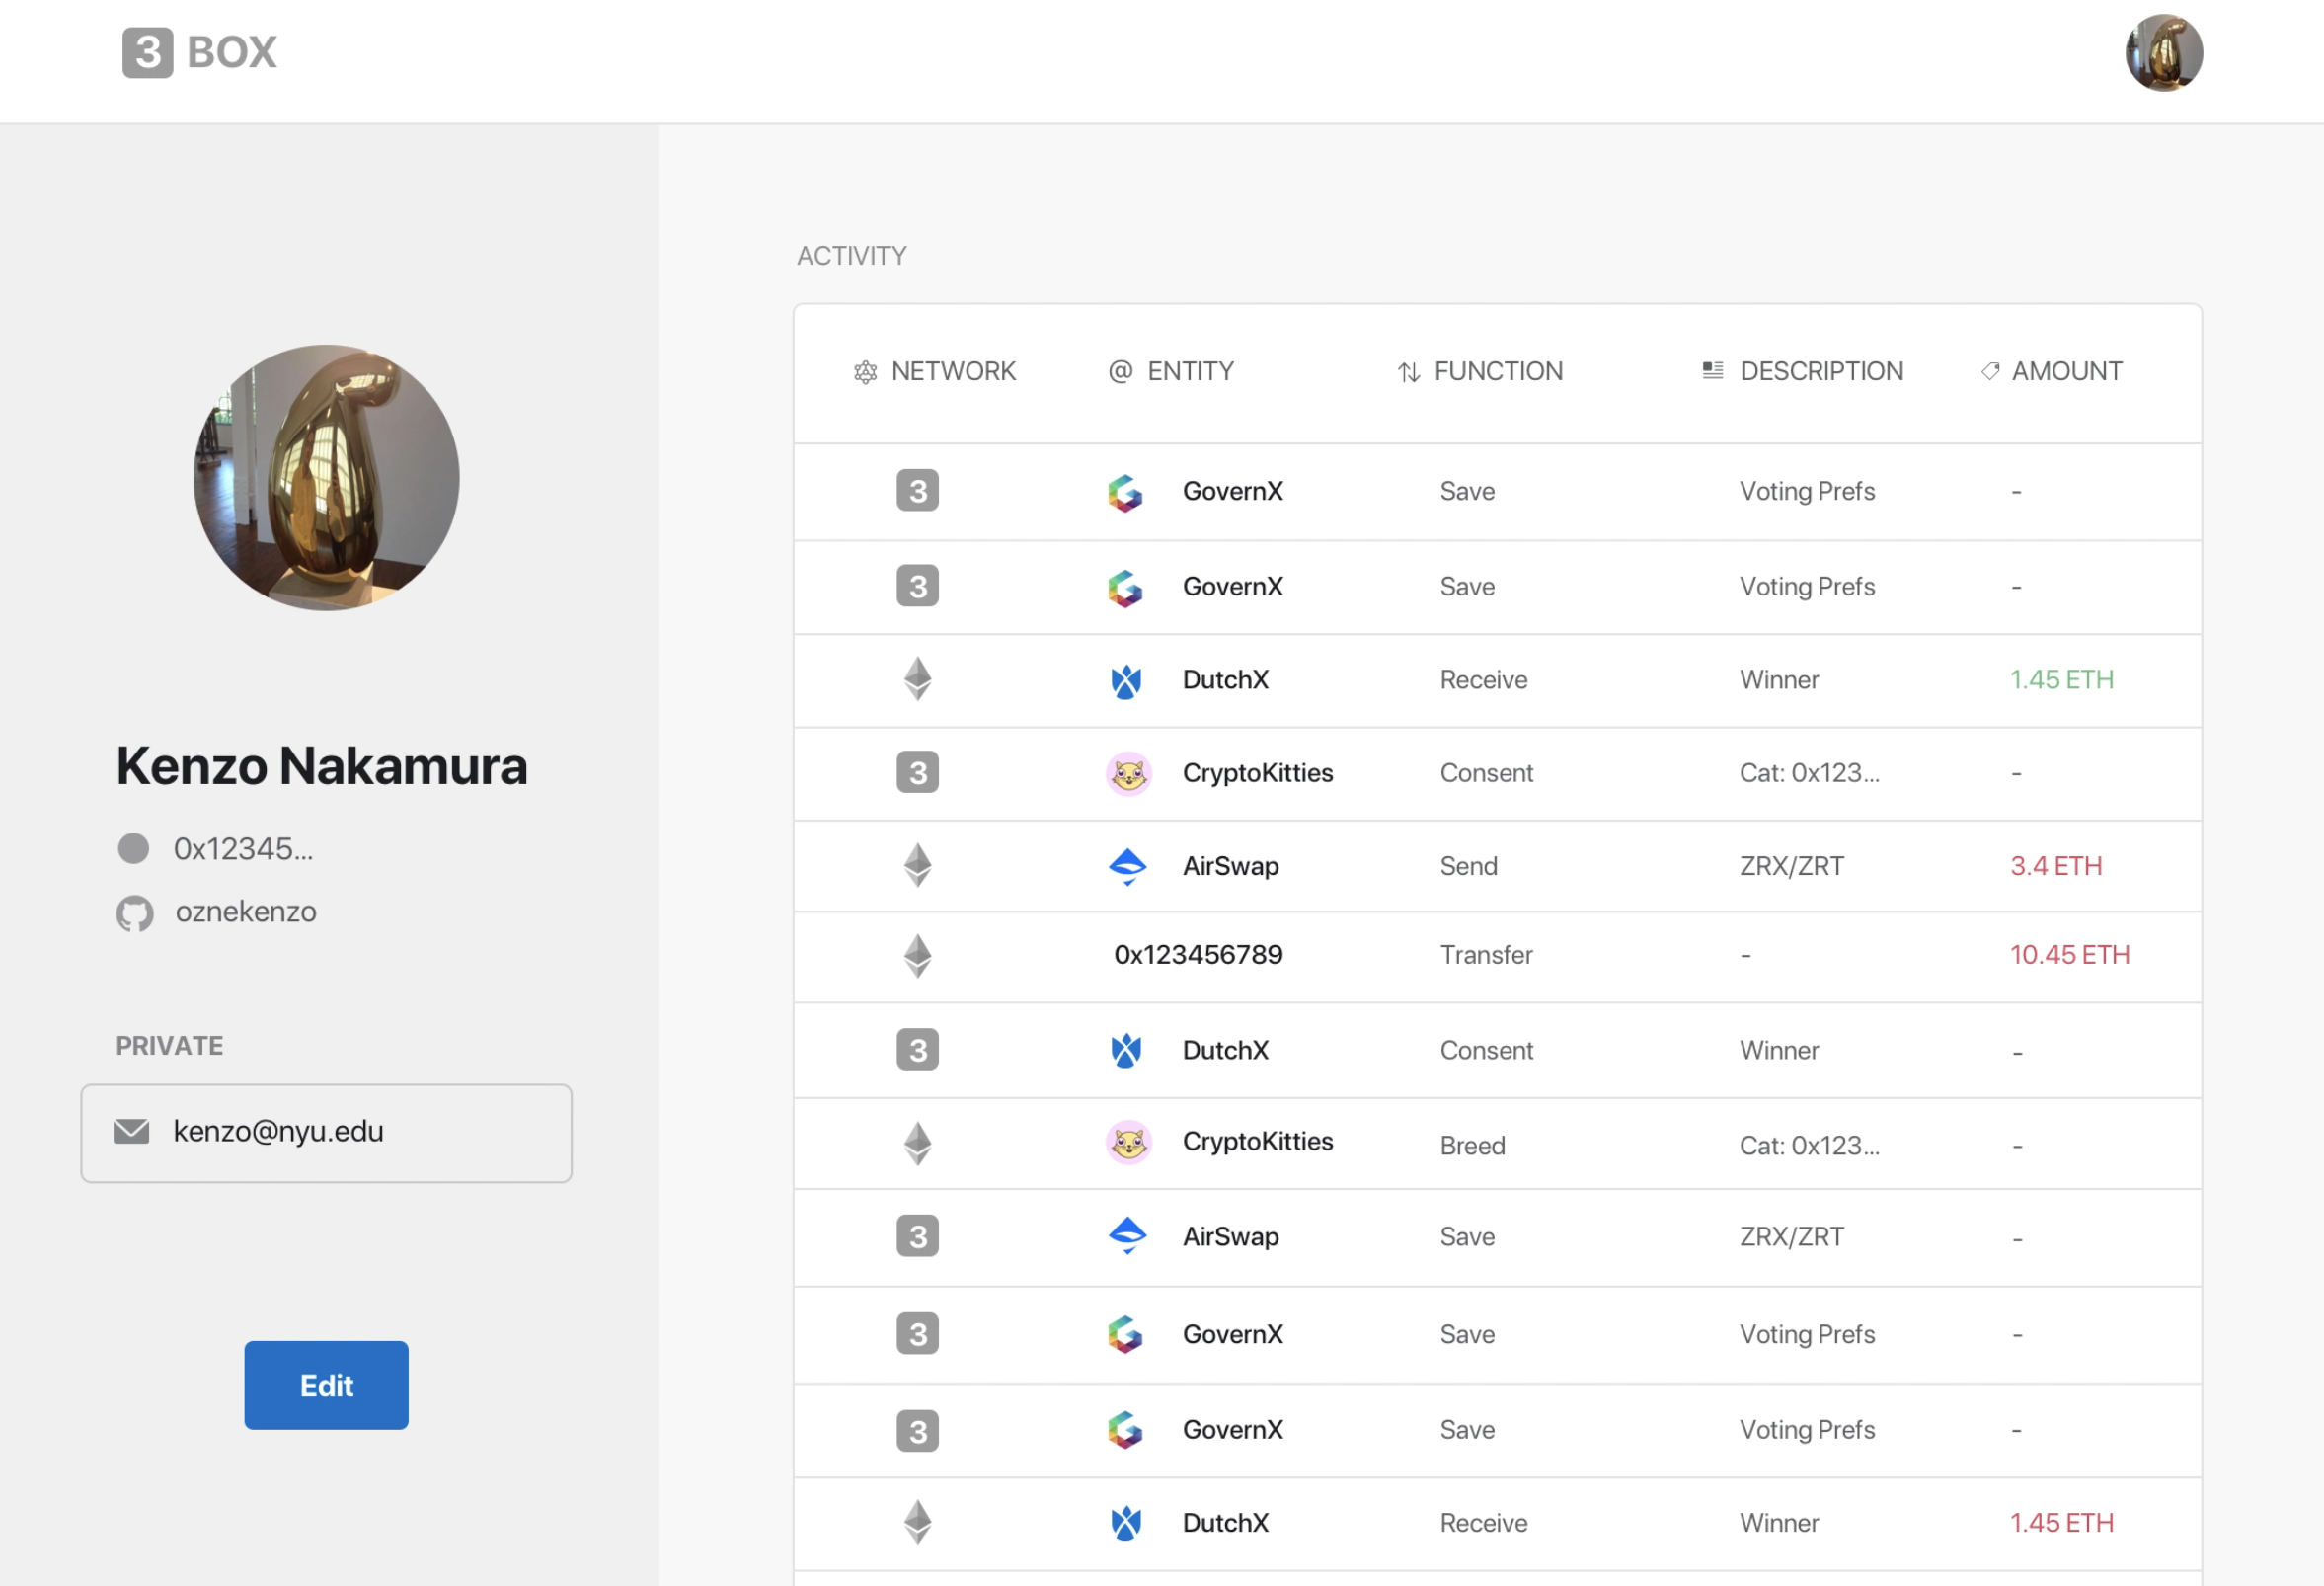 3 BOX
Kenzo Nakamura
0x12345...
oznekenzo
PRIVATE
kenzo@nyu.edu
Edit
ACTIVITY
NETWORK @ ENTITY FUNCTION DESCRIPTION AMOUNT
3 GovernX Save Voting Prefs -
3 GovernX Save Voting Prefs -
DutchX Receive Winner 1.45 ETH
3 CryptoKitties Consent Cat: 0x123... -
AirSwap Send ZRX/ZRT 3.4 ETH
0x123456789 Transfer - 10.45 ETH
3 DutchX Consent Winner -
CryptoKitties Breed Cat: 0x123... -
3 AirSwap Save ZRX/ZRT -
3 GovernX Save Voting Prefs -
3 GovernX Save Voting Prefs -
DutchX Receive Winner 1.45 ETH